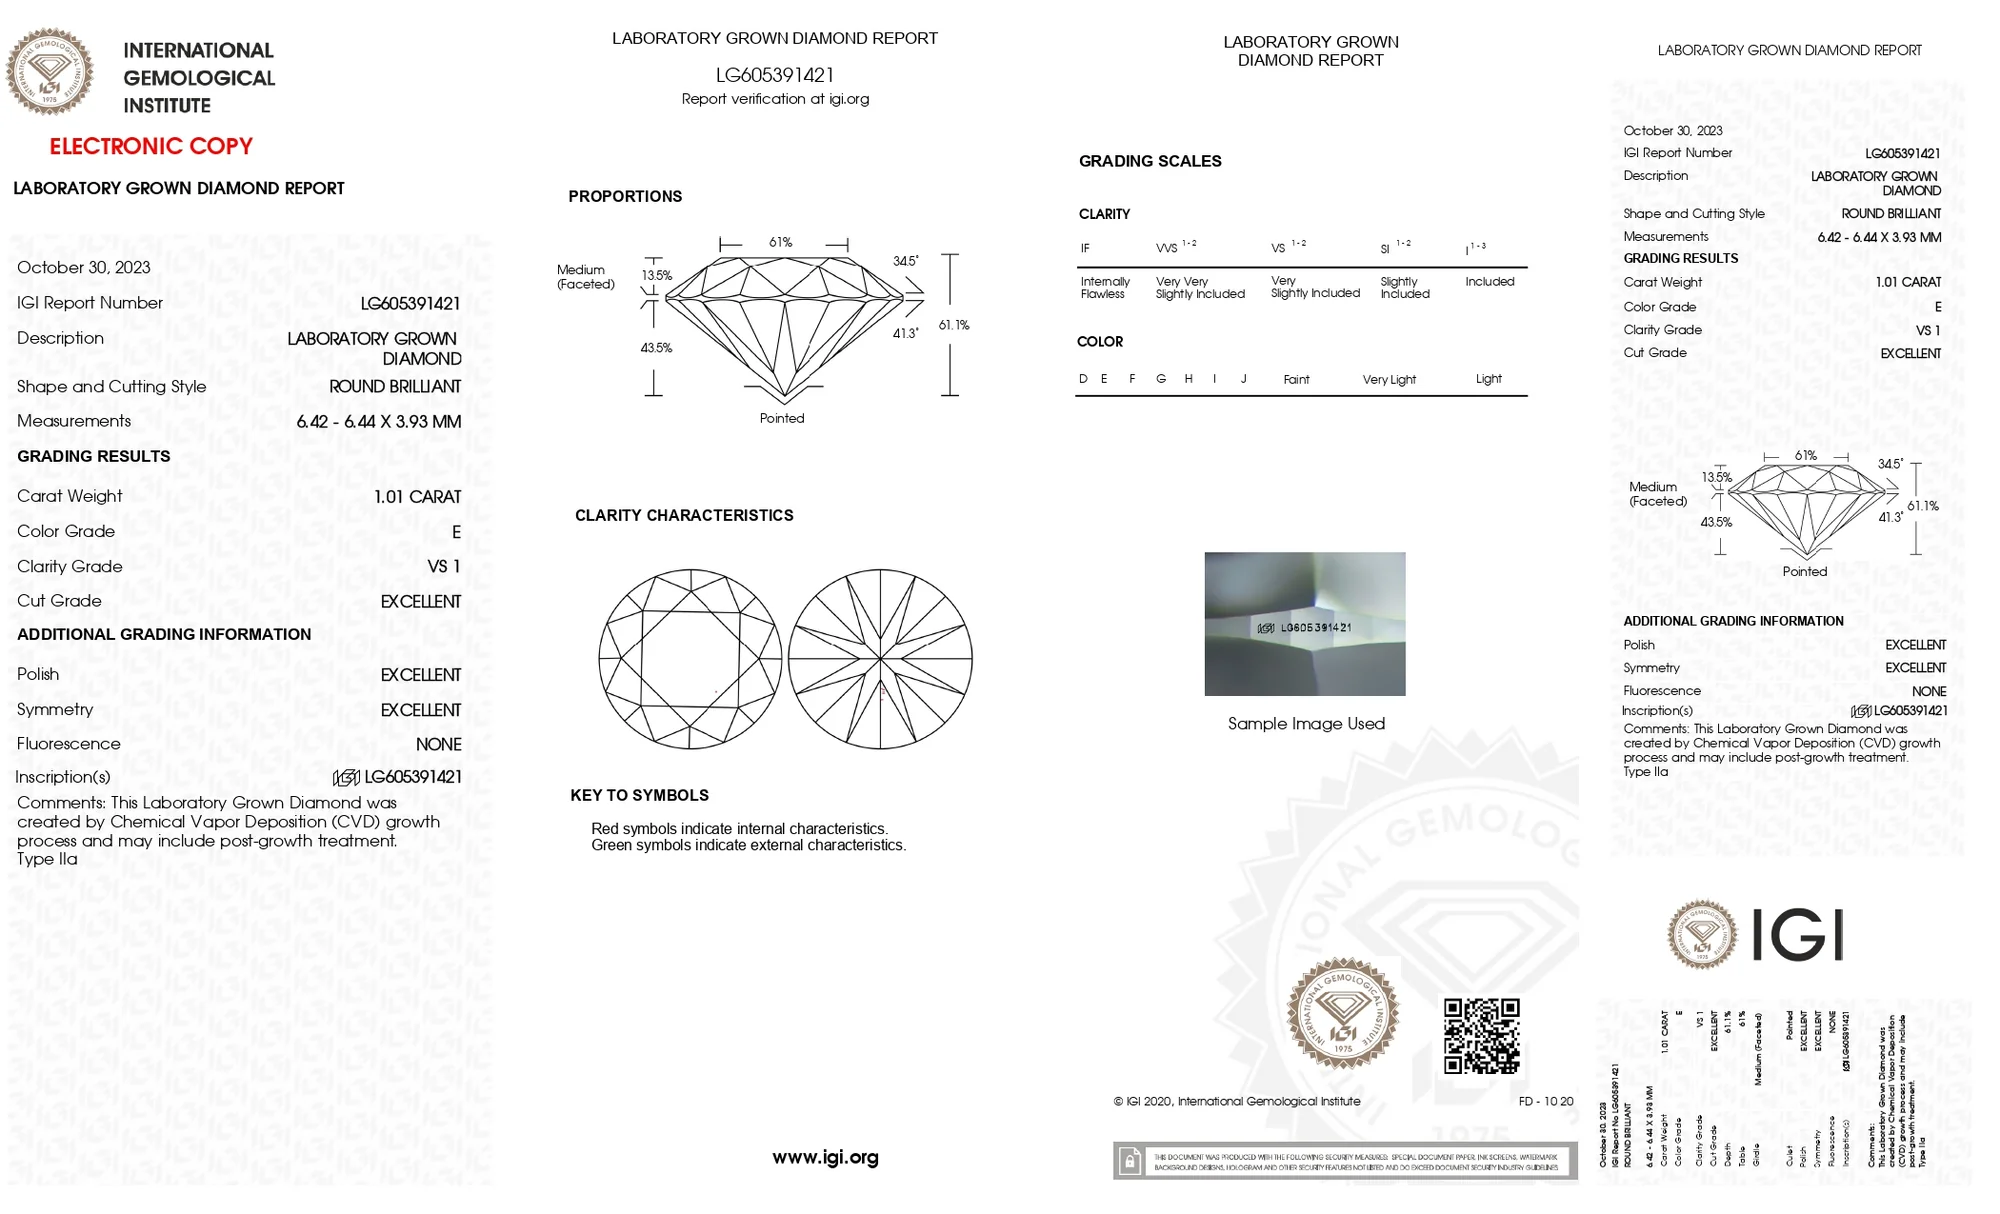 INTERNATIONAL
GEMOLOGICAL
INSTITUTE
ELECTRONIC COPY
LABORATORY GROWN DIAMOND REPORT
October 30, 2023
IGI Report Number LG605391421
Description LABORATORY GROWN
DIAMOND
Shape and Cutting Style ROUND BRILLIANT
Measurements 6.42 - 6.44 X 3.93 MM
GRADING RESULTS
Carat Weight 1.01 CARAT
Color Grade E
Clarity Grade VS 1
Cut Grade EXCELLENT
ADDITIONAL GRADING INFORMATION
Polish EXCELLENT
Symmetry EXCELLENT
Fluorescence NONE
Inscription(s) IGI LG605391421
Comments: This Laboratory Grown Diamond was
created by Chemical Vapor Deposition (CVD) growth
process and may include post-growth treatment.
Type IIa
LABORATORY GROWN DIAMOND REPORT
LG605391421
Report verification at igi.org
PROPORTIONS
61%
Medium
(Faceted)
13.5%
34.5°
43.5%
41.3°
61.1%
Pointed
CLARITY CHARACTERISTICS
KEY TO SYMBOLS
Red symbols indicate internal characteristics.
Green symbols indicate external characteristics.
www.igi.org
LABORATORY GROWN
DIAMOND REPORT
GRADING SCALES
CLARITY
IF VVS 1-2 VS 1-2 SI 1-2 I 1-3
Internally Flawless
Very Very Slightly Included
Very Slightly Included
Slightly Included
Included
COLOR
D E F G H I J Faint Very Light Light
IGI LG605391421
Sample Image Used
INTERNATIONAL GEMOLOGICAL INSTITUTE
IGI
1975
© IGI 2020, International Gemological Institute FD - 10 20
THIS DOCUMENT WAS PRODUCED WITH THE FOLLOWING SECURITY MEASURES: SPECIAL DOCUMENT PAPER, INK SCREENS, WATERMARK
BACKGROUND DESIGNS, HOLOGRAM AND OTHER SECURITY FEATURES NOT LISTED AND DO EXCEED DOCUMENT SECURITY INDUSTRY GUIDELINES.
LABORATORY GROWN DIAMOND REPORT
October 30, 2023
IGI Report Number LG605391421
Description LABORATORY GROWN
DIAMOND
Shape and Cutting Style ROUND BRILLIANT
Measurements 6.42 - 6.44 X 3.93 MM
GRADING RESULTS
Carat Weight 1.01 CARAT
Color Grade E
Clarity Grade VS 1
Cut Grade EXCELLENT
61%
Medium
(Faceted)
13.5%
34.5°
43.5%
41.3°
61.1%
Pointed
ADDITIONAL GRADING INFORMATION
Polish EXCELLENT
Symmetry EXCELLENT
Fluorescence NONE
Inscription(s) IGI LG605391421
Comments: This Laboratory Grown Diamond was
created by Chemical Vapor Deposition (CVD) growth
process and may include post-growth treatment.
Type IIa
IGI
October 30, 2023
IGI Report No LG605391421
ROUND BRILLIANT
6.42 - 6.44 X 3.93 MM
Carat Weight 1.01 CARAT
Color Grade E
Clarity Grade VS 1
Cut Grade EXCELLENT
Depth 61.1%
Table 61%
Girdle Medium (Faceted)
Culet Pointed
Polish EXCELLENT
Symmetry EXCELLENT
Fluorescence NONE
Inscription(s) IGI LG605391421
Comments:
This Laboratory Grown Diamond was
created by Chemical Vapor Deposition
(CVD) growth process and may include
post-growth treatment.
Type IIa